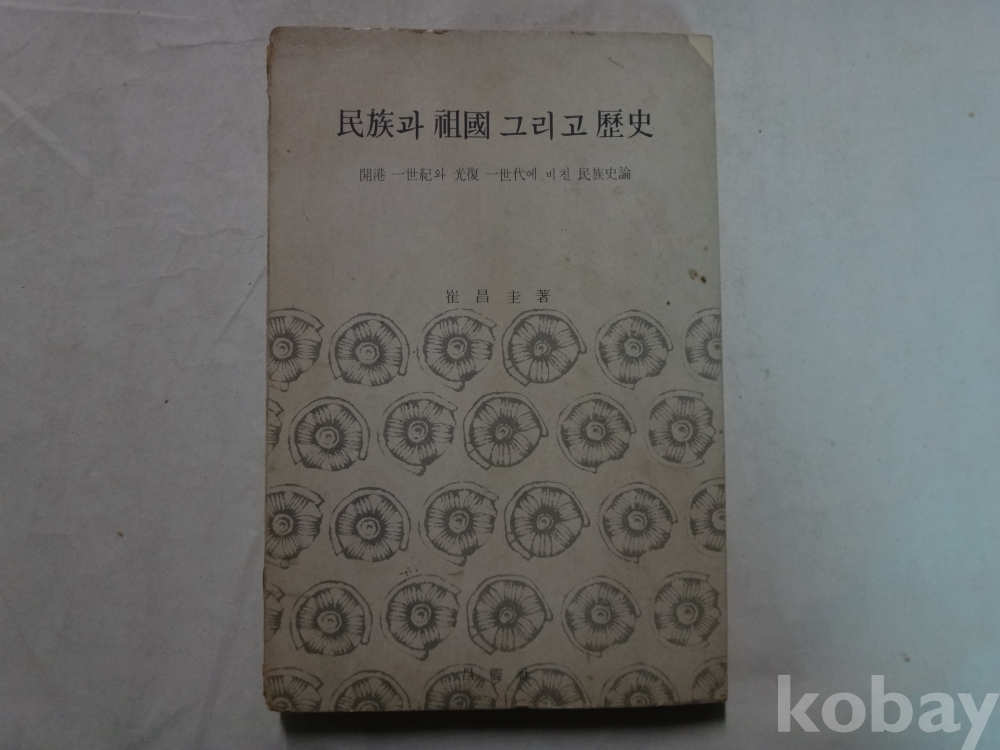 民族과 祖國 그리고 歷史
開港 一世紀와 光復 一世代에 비친 民族史論
崔 昌 圭 著
kobay